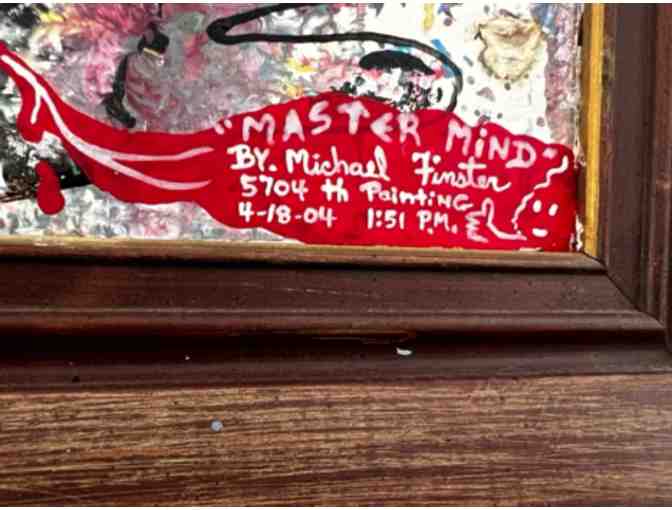 "MASTER MiND"
BY. Michael Finster
5704 th Painting
4-18-04 1:51 P.M.